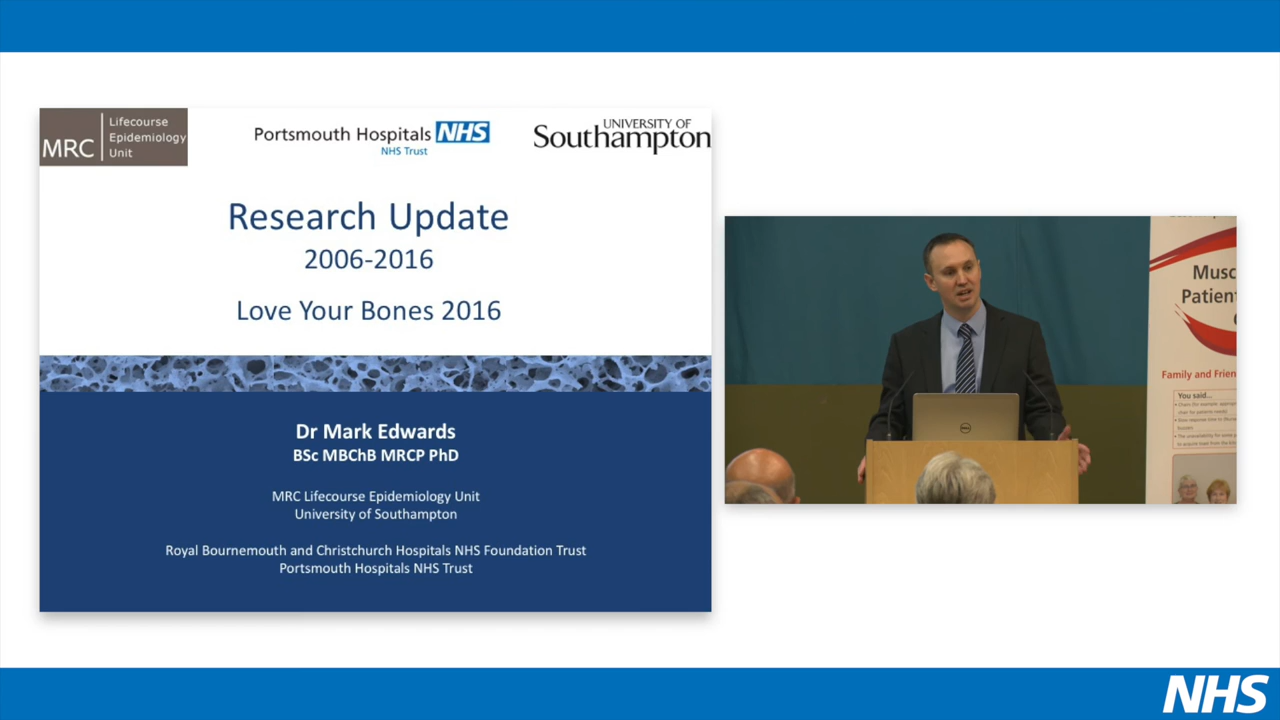 MRC
Lifecourse
Epidemiology
Unit
Portsmouth Hospitals NHS
NHS Trust
UNIVERSITY OF
Southampton
Research Update
2006-2016
Love Your Bones 2016
Dr Mark Edwards
BSc MBChB MRCP PhD
MRC Lifecourse Epidemiology Unit
University of Southampton
Royal Bournemouth and Christchurch Hospitals NHS Foundation Trust
Portsmouth Hospitals NHS Trust
DELL
Musc
Patient
Family and Frien
You said...
NHS